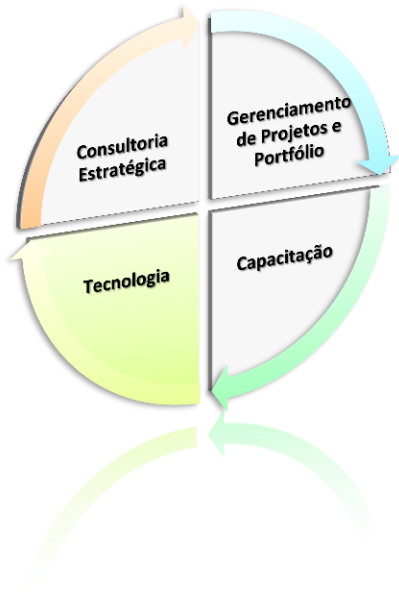 Consultoria
Estratégica
Gerenciamento
de Projetos e
Portfólio
Tecnologia
Capacitação